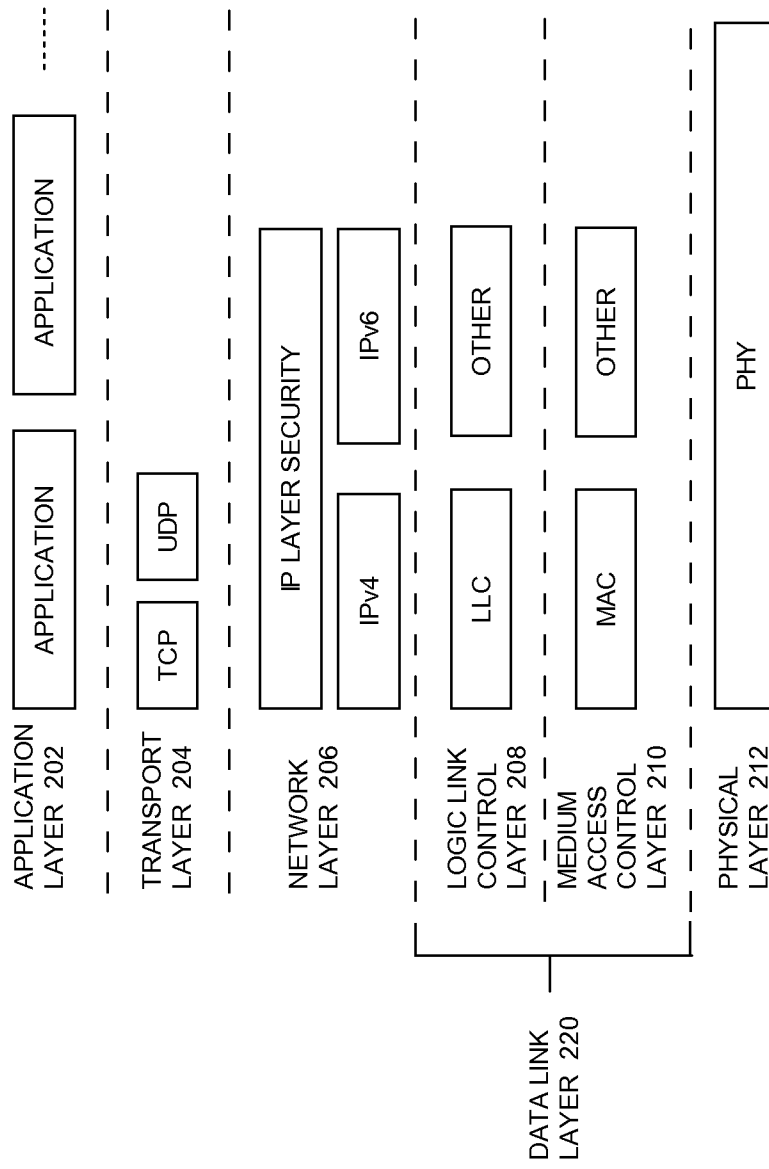 APPLICATION
LAYER 202
APPLICATION
APPLICATION
TRANSPORT
LAYER 204
TCP
UDP
NETWORK
LAYER 206
IP LAYER SECURITY
IPv4
IPv6
LOGIC LINK
CONTROL
LAYER 208
LLC
OTHER
MEDIUM
ACCESS
CONTROL
LAYER 210
MAC
OTHER
DATA LINK
LAYER 220
PHYSICAL
LAYER 212
PHY